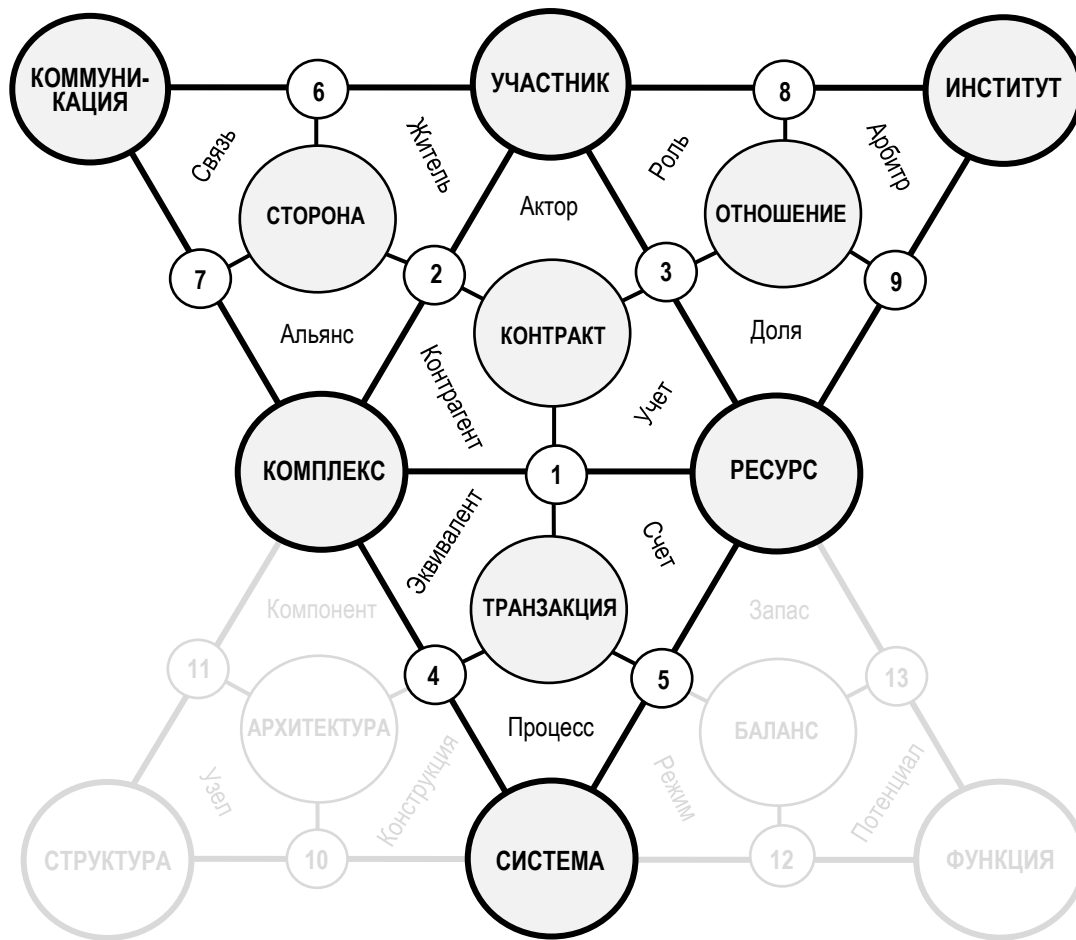 КОММУНИ-
КАЦИЯ
6
УЧАСТНИК
8
ИНСТИТУТ
Связь
Житель
Роль
Арбитр
СТОРОНА
Актор
ОТНОШЕНИЕ
7
2
3
9
Альянс
КОНТРАКТ
Доля
Контрагент
Учет
КОМПЛЕКС
1
РЕСУРС
Эквивалент
Счет
Компонент
ТРАНЗАКЦИЯ
Запас
11
4
5
13
АРХИТЕКТУРА
Процесс
БАЛАНС
Узел
Конструкция
Режим
Потенциал
СТРУКТУРА
10
СИСТЕМА
12
ФУНКЦИЯ